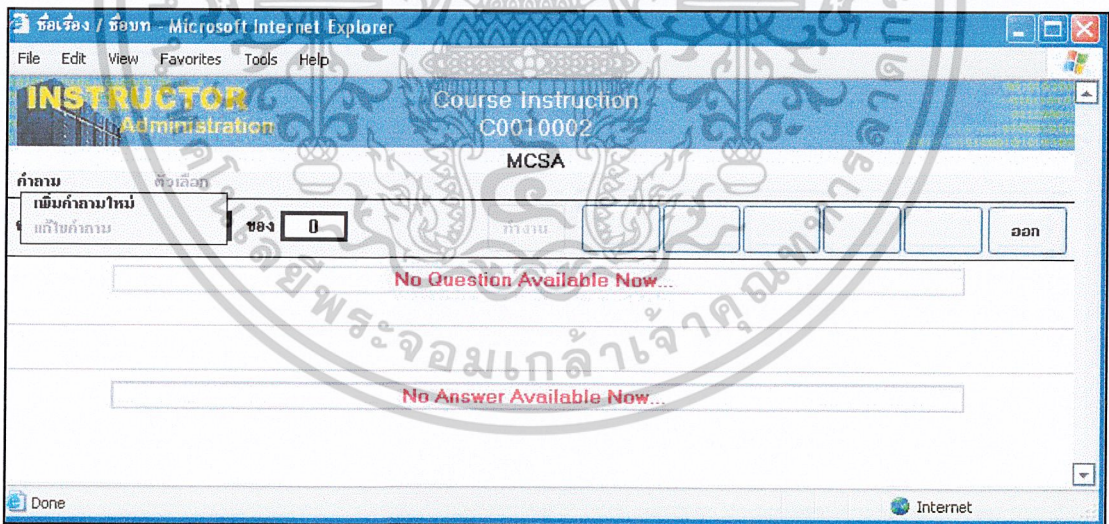 ชื่อเรื่อง / ชื่อบท - Microsoft Internet Explorer
File Edit View Favorites Tools Help
INSTRUCTOR
Administration
Course Instruction
C0010002
MCSA
คำถาม ตัวเลือก
เพิ่มคำถามใหม่
แก้ไขคำถาม
ของ 0 ทำงาน ออก
No Question Available Now...
No Answer Available Now...
Done Internet